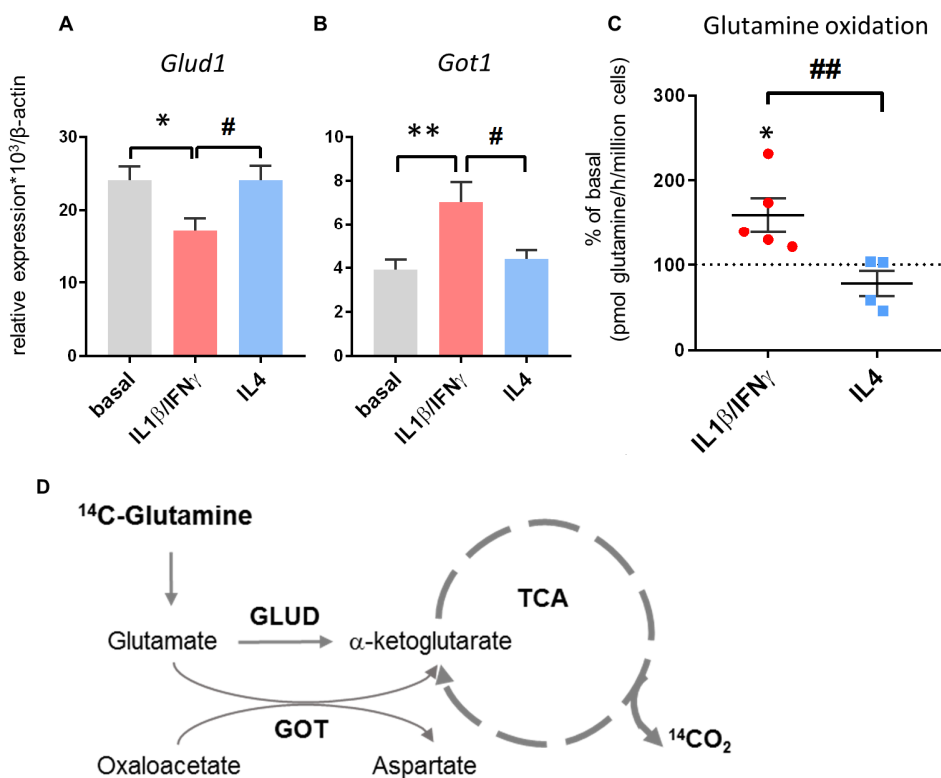 A
Glud1
relative expression*10³/β-actin
30
20
10
0
*
#
basal
IL1β/IFNγ
IL4
B
Got1
10
8
6
4
2
0
**
#
basal
IL1β/IFNγ
IL4
C
Glutamine oxidation
##
% of basal
(pmol glutamine/h/million cells)
300
200
100
0
*
IL1β/IFNγ
IL4
D
¹⁴C-Glutamine
TCA
GLUD
Glutamate
α-ketoglutarate
GOT
¹⁴CO₂
Oxaloacetate
Aspartate